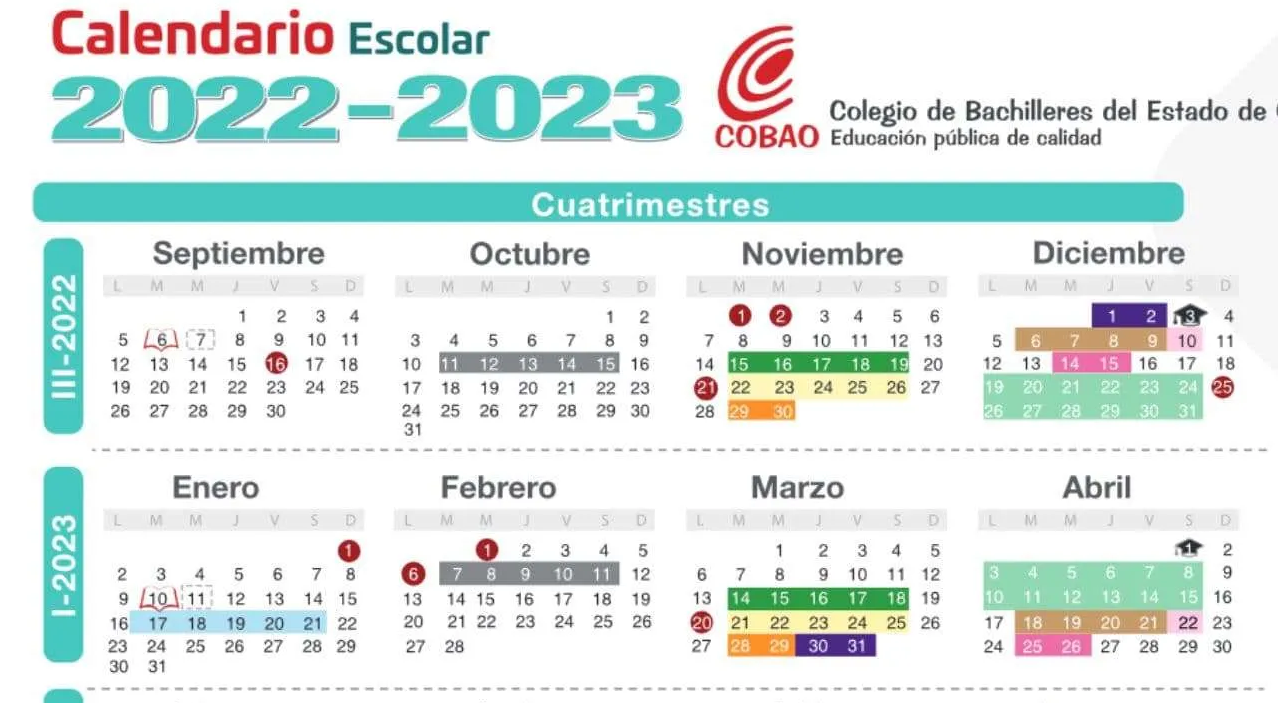 Calendario Escolar
2022-2023
COBAO
Colegio de Bachilleres del Estado de
Educación pública de calidad
Cuatrimestres
III-2022
Septiembre Octubre Noviembre Diciembre
L M M J V S D L M M J V S D L M M J V S D L M M J V S D
1 2 3 4 1 2 1 2 3 4 5 6 1 2 3 4
5 6 7 8 9 10 11 3 4 5 6 7 8 9 7 8 9 10 11 12 13 5 6 7 8 9 10 11
12 13 14 15 16 17 18 10 11 12 13 14 15 16 14 15 16 17 18 19 20 12 13 14 15 16 17 18
19 20 21 22 23 24 25 17 18 19 20 21 22 23 21 22 23 24 25 26 27 19 20 21 22 23 24 25
26 27 28 29 30 24 25 26 27 28 29 30 28 29 30 26 27 28 29 30 31
31
I-2023
Enero Febrero Marzo Abril
L M M J V S D L M M J V S D L M M J V S D L M M J V S D
1 1 2 3 4 5 1 2 3 4 5 1 2
2 3 4 5 6 7 8 6 7 8 9 10 11 12 6 7 8 9 10 11 12 3 4 5 6 7 8 9
9 10 11 12 13 14 15 13 14 15 16 17 18 19 13 14 15 16 17 18 19 10 11 12 13 14 15 16
16 17 18 19 20 21 22 20 21 22 23 24 25 26 20 21 22 23 24 25 26 17 18 19 20 21 22 23
23 24 25 26 27 28 29 27 28 27 28 29 30 31 24 25 26 27 28 29 30
30 31